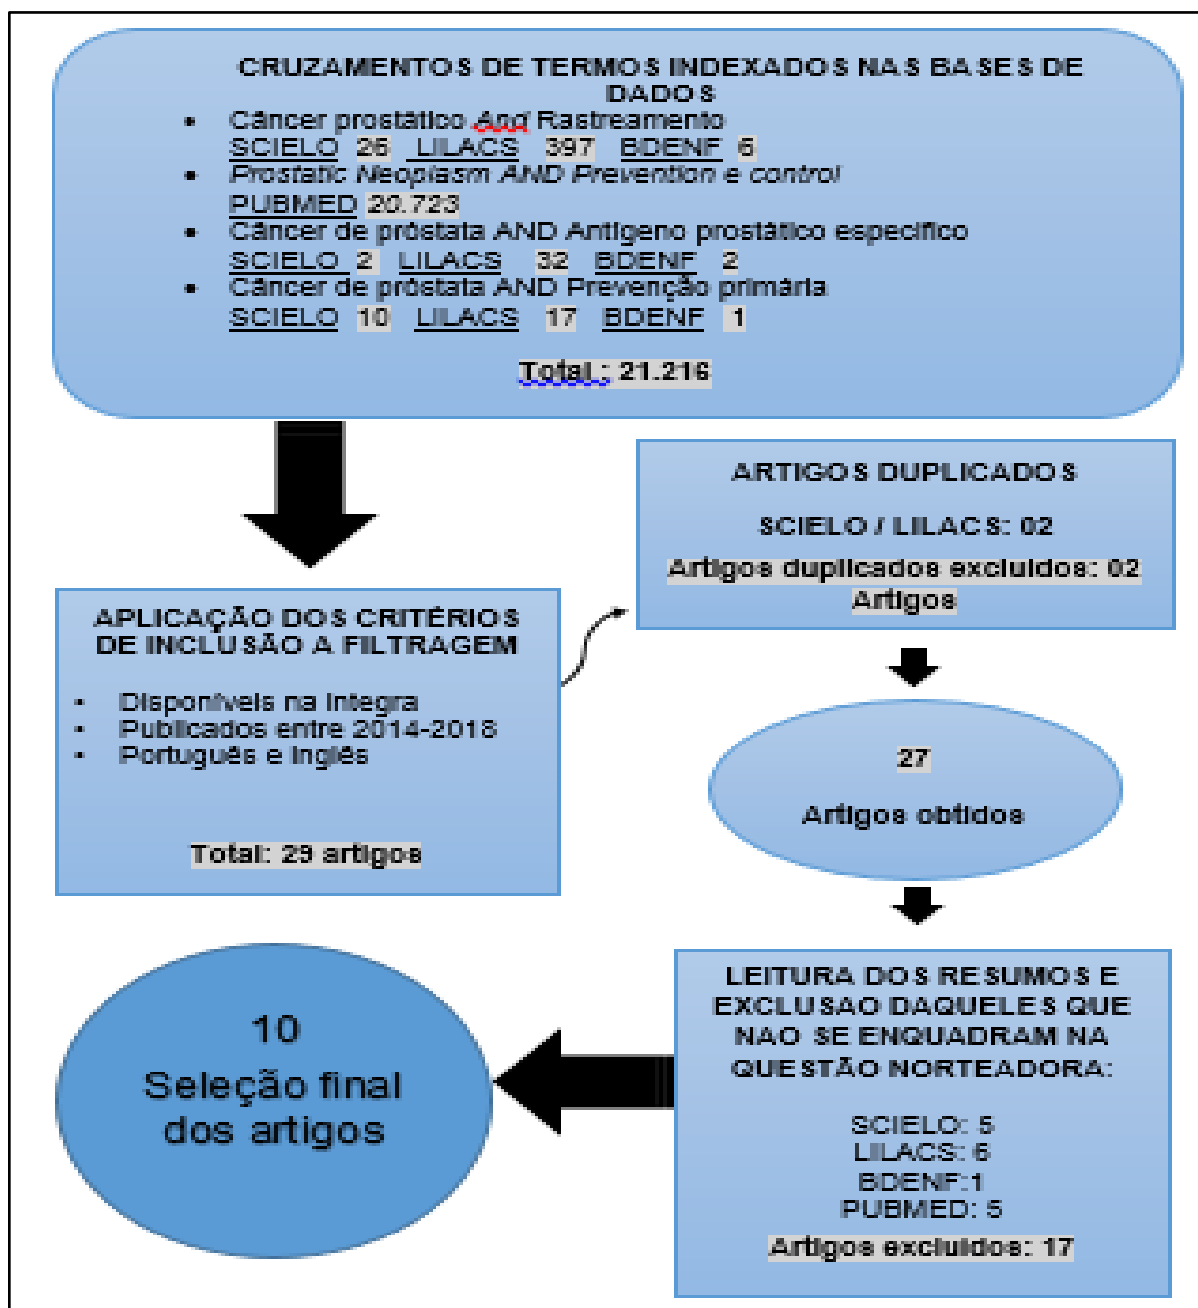 CRUZAMENTOS DE TERMOS INDEXADOS NAS BASES DE
DADOS
• Câncer prostático And Rastreamento
SCIELO 26 LILACS 397 BDENF 6
• Prostatic Neoplasm AND Prevention e control
PUBMED 20.723
• Câncer de próstata AND Antígeno prostático específico
SCIELO 2 LILACS 32 BDENF 2
• Câncer de próstata AND Prevenção primária
SCIELO 10 LILACS 17 BDENF 1
Total : 21.216
APLICAÇÃO DOS CRITÉRIOS
DE INCLUSÃO A FILTRAGEM
• Disponíveis na íntegra
• Publicados entre 2014-2018
• Português e Inglês
Total: 29 artigos
ARTIGOS DUPLICADOS
SCIELO / LILACS: 02
Artigos duplicados excluídos: 02
Artigos
27
Artigos obtidos
LEITURA DOS RESUMOS E
EXCLUSAO DAQUELES QUE
NAO SE ENQUADRAM NA
QUESTÃO NORTEADORA:
SCIELO: 5
LILACS: 6
BDENF:1
PUBMED: 5
Artigos excluídos: 17
10
Seleção final
dos artigos